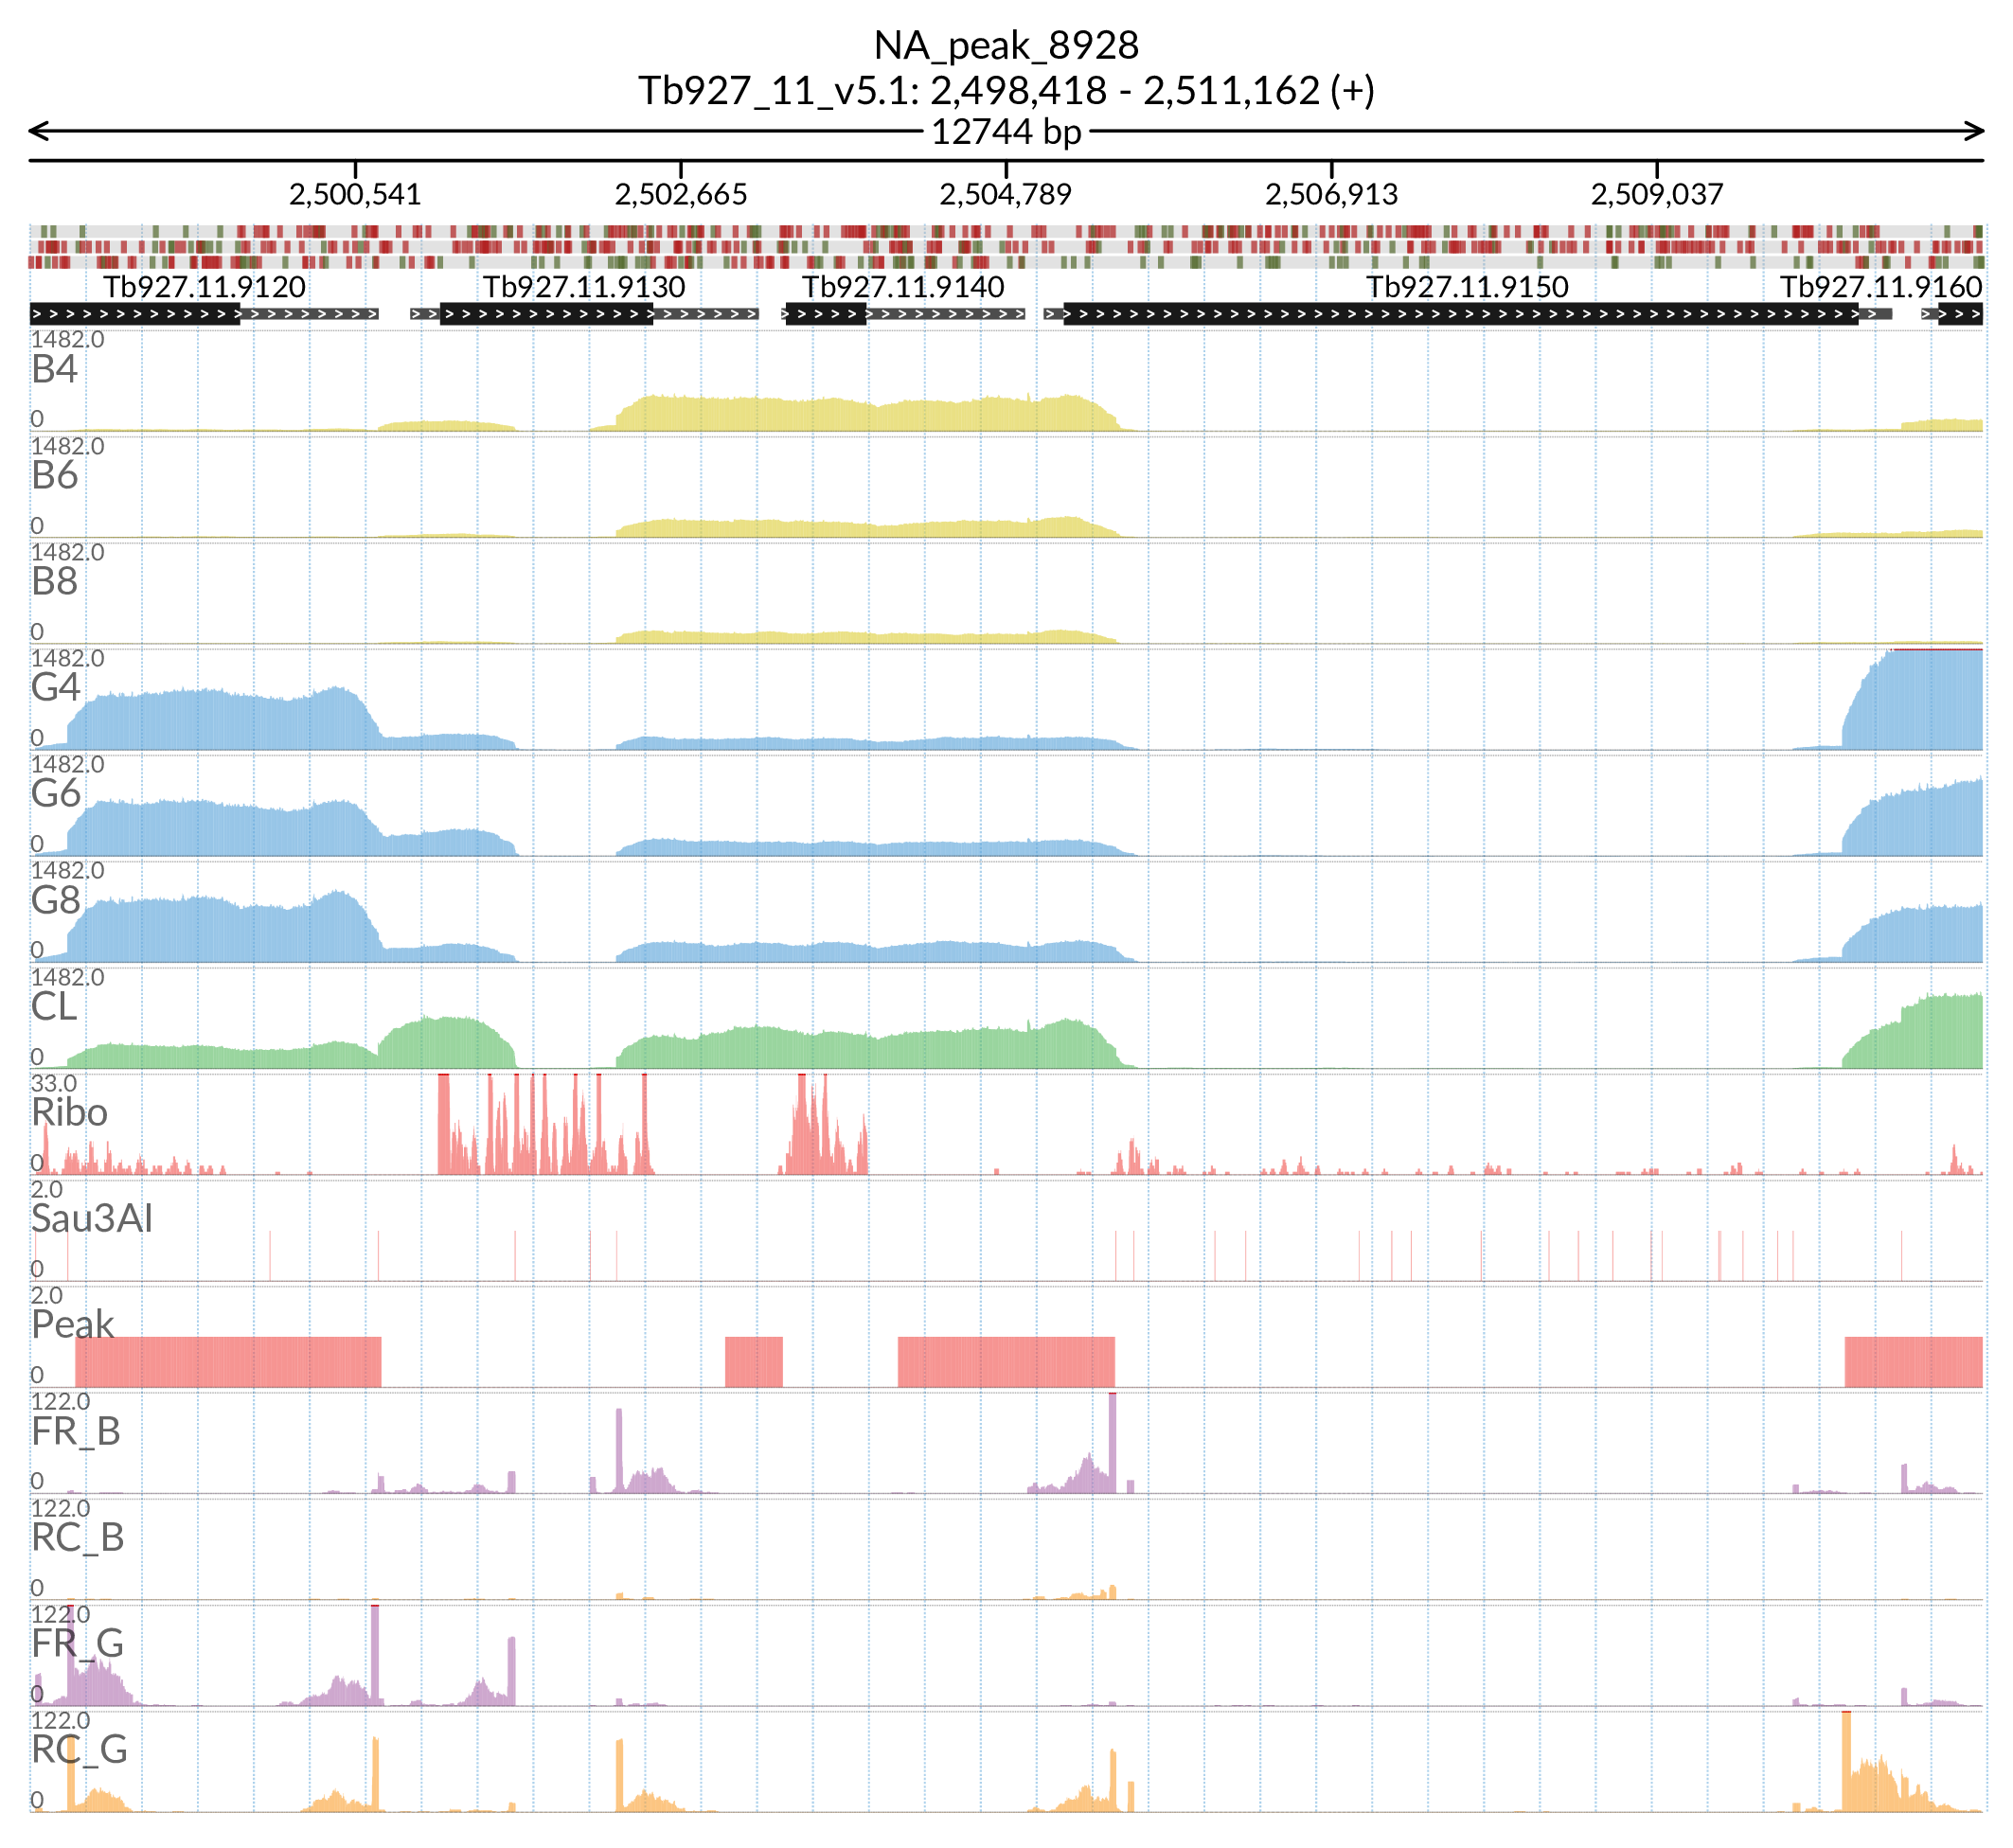 NA_peak_8928
Tb927_11_v5.1: 2,498,418 - 2,511,162 (+)
12744 bp
2,500,541 2,502,665 2,504,789 2,506,913 2,509,037
Tb927.11.9120 Tb927.11.9130 Tb927.11.9140 Tb927.11.9150 Tb927.11.9160
1482.0
B4
0
1482.0
B6
0
1482.0
B8
0
1482.0
G4
0
1482.0
G6
0
1482.0
G8
0
1482.0
CL
0
33.0
Ribo
0
2.0
Sau3AI
0
2.0
Peak
0
122.0
FR_B
0
122.0
RC_B
0
122.0
FR_G
0
122.0
RC_G
0